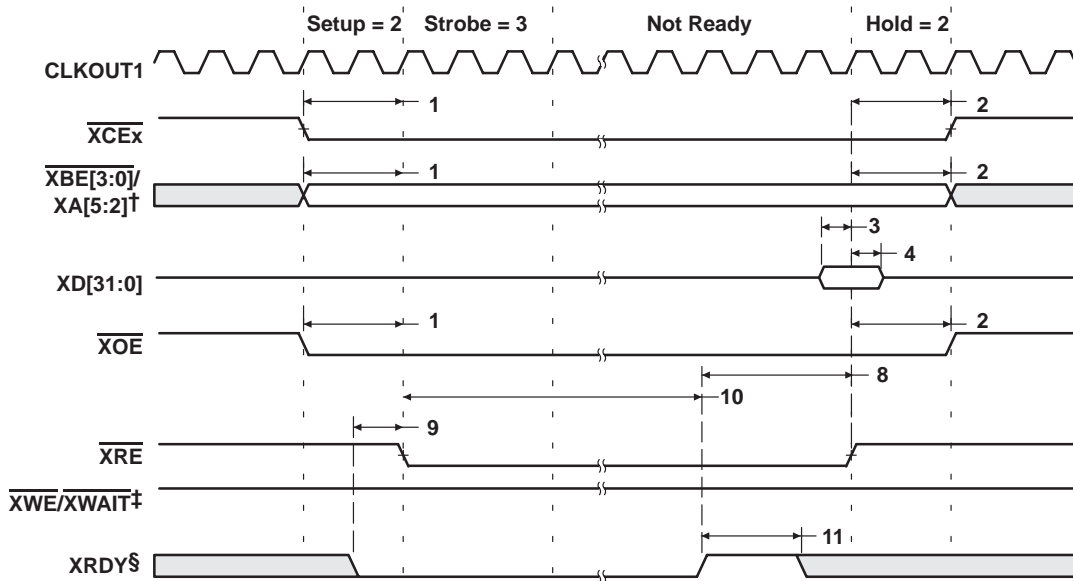 Setup = 2 Strobe = 3 Not Ready Hold = 2
CLKOUT1
1 2
XCEx
XBE[3:0]/
1 2
XA[5:2]†
3
4
XD[31:0]
1 2
XOE
8
10
9
XRE
XWE/XWAIT‡
11
XRDY§